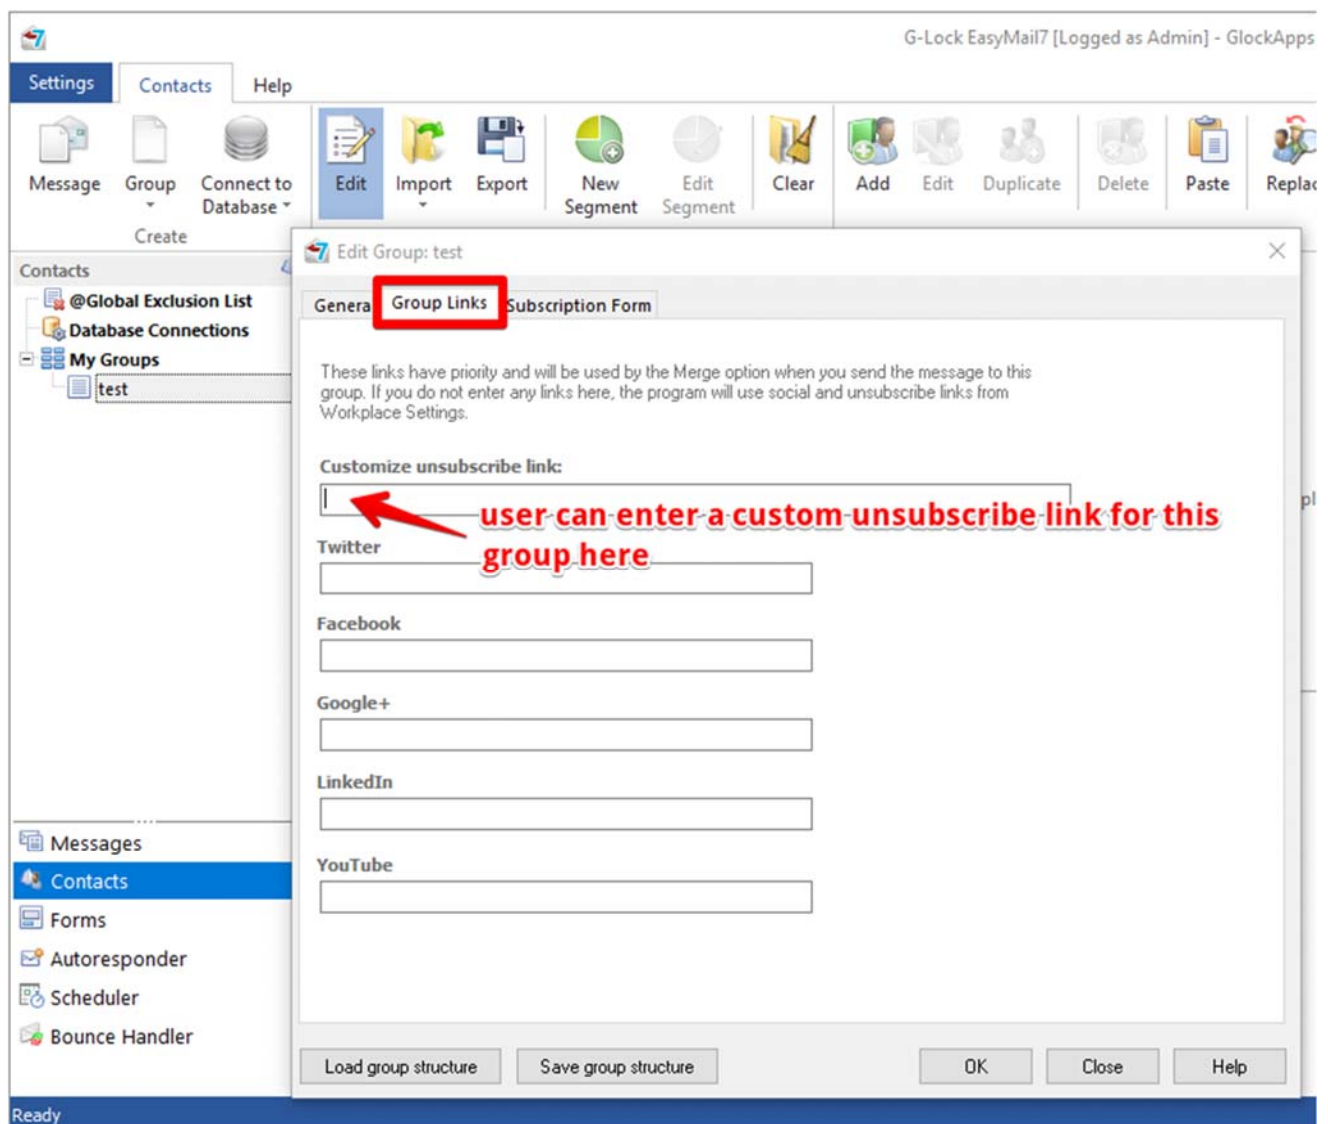 G-Lock EasyMail7 [Logged as Admin] - GlockApps
Settings
Contacts
Help
Message
Group
Connect to
Database
Edit
Import
Export
New
Segment
Edit
Segment
Clear
Add
Edit
Duplicate
Delete
Paste
Replac
Create
Contacts
@Global Exclusion List
Database Connections
My Groups
test
Edit Group: test
Genera
Group Links
Subscription Form
These links have priority and will be used by the Merge option when you send the message to this
group. If you do not enter any links here, the program will use social and unsubscribe links from
Workplace Settings.
Customize unsubscribe link:
user can enter a custom unsubscribe link for this
group here
Twitter
Facebook
Google+
LinkedIn
YouTube
pl
Messages
Contacts
Forms
Autoresponder
Scheduler
Bounce Handler
Load group structure
Save group structure
OK
Close
Help
Ready